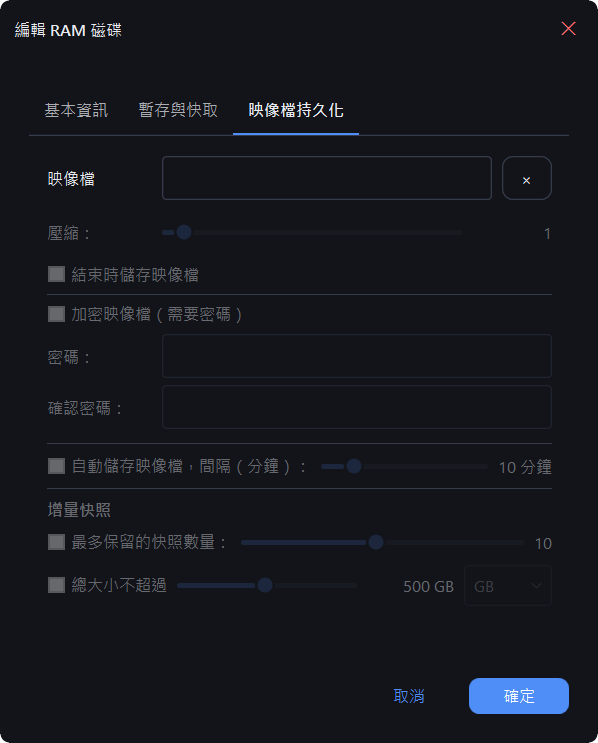 編輯 RAM 磁碟
基本資訊 暫存與快取 映像檔持久化
映像檔 ×
壓縮： 1
結束時儲存映像檔
加密映像檔（需要密碼）
密碼：
確認密碼：
自動儲存映像檔，間隔（分鐘）： 10 分鐘
增量快照
最多保留的快照數量： 10
總大小不超過 500 GB GB
取消 確定